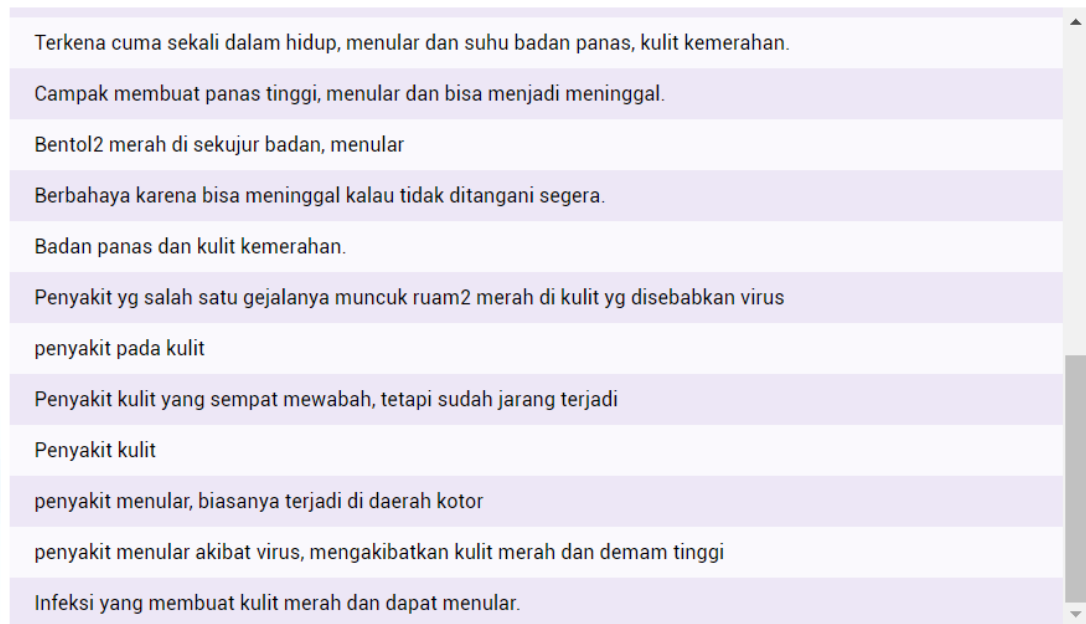 Terkena cuma sekali dalam hidup, menular dan suhu badan panas, kulit kemerahan.
Campak membuat panas tinggi, menular dan bisa menjadi meninggal.
Bentol2 merah di sekujur badan, menular
Berbahaya karena bisa meninggal kalau tidak ditangani segera.
Badan panas dan kulit kemerahan.
Penyakit yg salah satu gejalanya muncuk ruam2 merah di kulit yg disebabkan virus
penyakit pada kulit
Penyakit kulit yang sempat mewabah, tetapi sudah jarang terjadi
Penyakit kulit
penyakit menular, biasanya terjadi di daerah kotor
penyakit menular akibat virus, mengakibatkan kulit merah dan demam tinggi
Infeksi yang membuat kulit merah dan dapat menular.